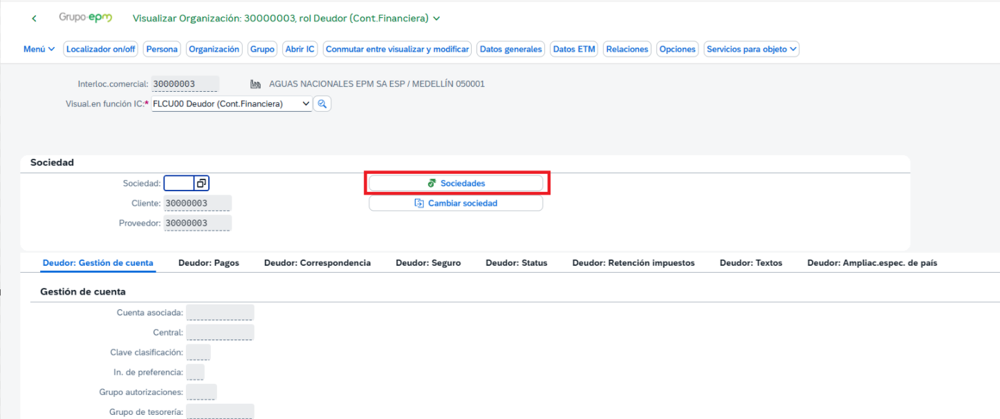 Grupo·epm Visualizar Organización: 30000003, rol Deudor (Cont.Financiera)
Menú Localizador on/off Persona Organización Grupo Abrir IC Conmutar entre visualizar y modificar Datos generales Datos ETM Relaciones Opciones Servicios para objeto
Interloc.comercial: 30000003 AGUAS NACIONALES EPM SA ESP / MEDELLÍN 050001
Visual.en función IC:* FLCU00 Deudor (Cont.Financiera)
Sociedad
Sociedad: Sociedades
Cliente: 30000003 Cambiar sociedad
Proveedor: 30000003
Deudor: Gestión de cuenta Deudor: Pagos Deudor: Correspondencia Deudor: Seguro Deudor: Status Deudor: Retención impuestos Deudor: Textos Deudor: Ampliac.espec. de país
Gestión de cuenta
Cuenta asociada:
Central:
Clave clasificación:
In. de preferencia:
Grupo autorizaciones:
Grupo de tesorería: